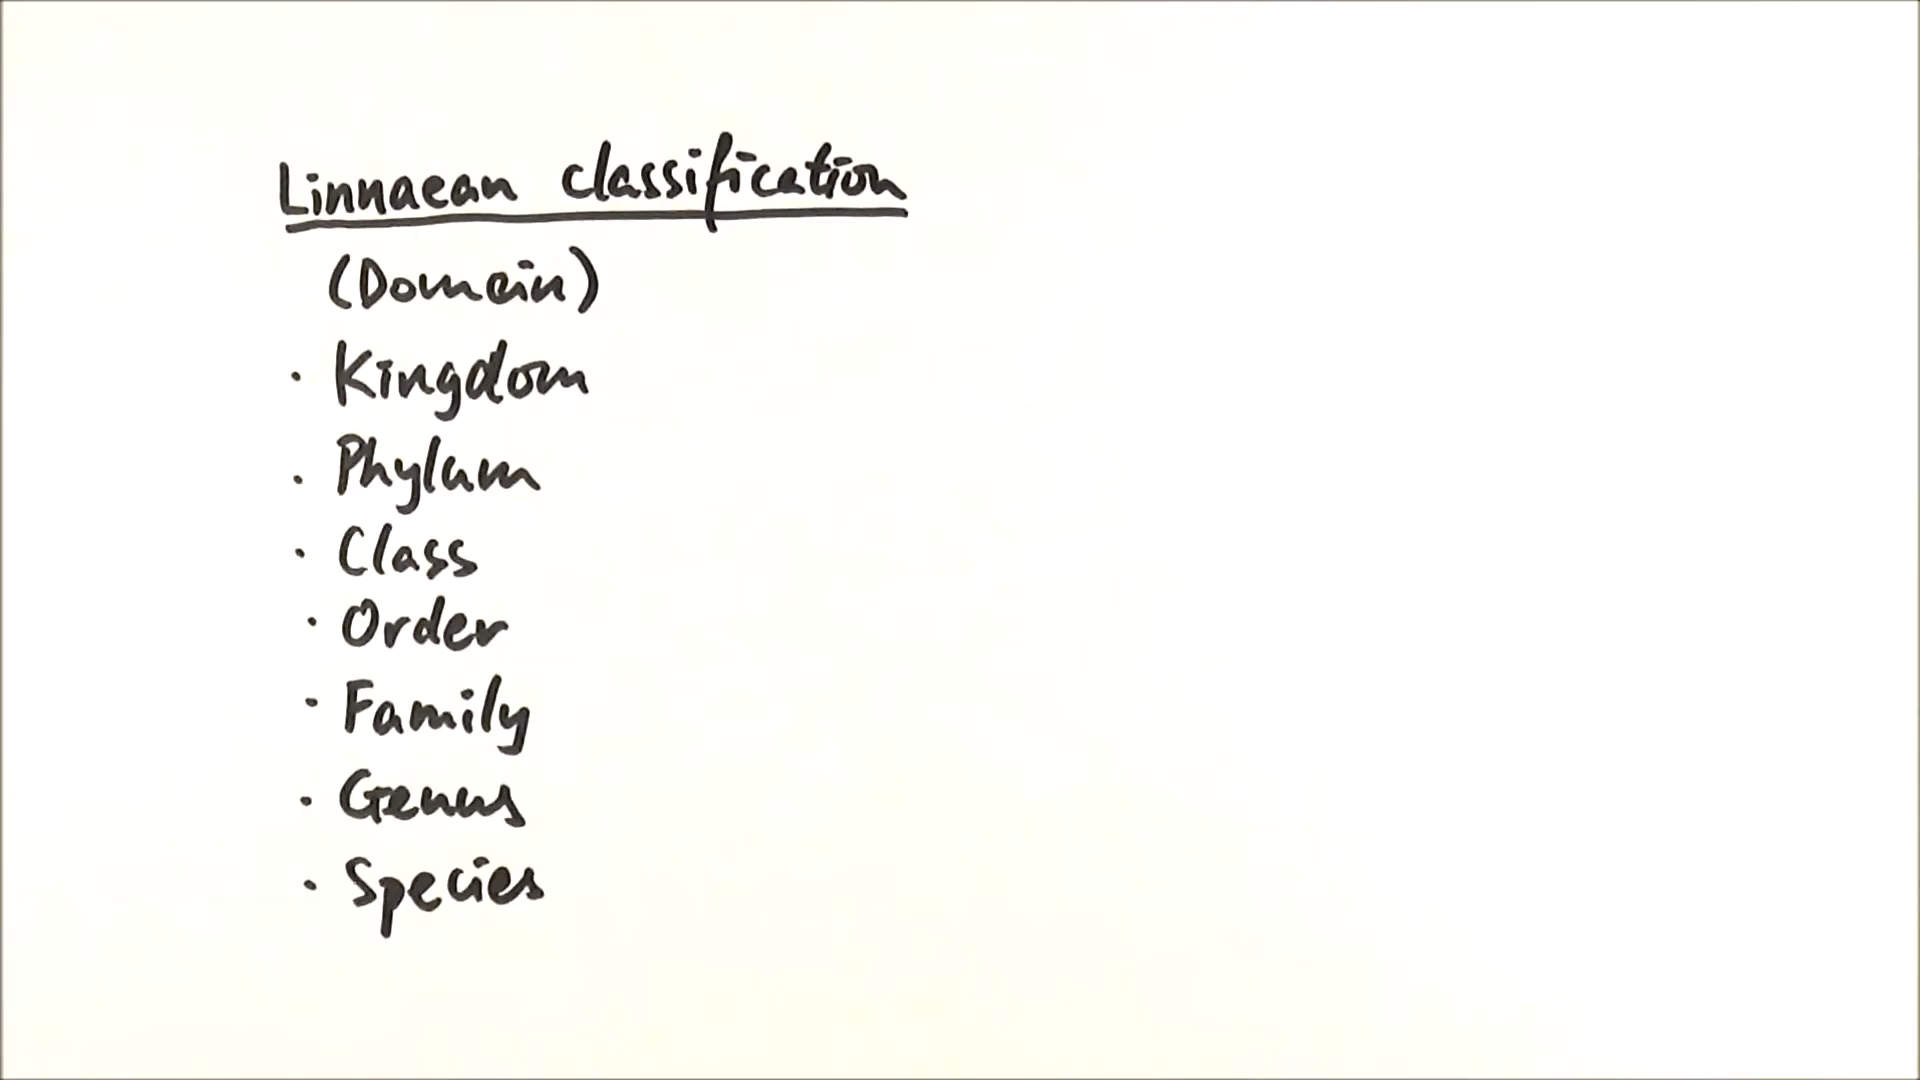 Linnaean classification
(Domain)
· Kingdom
· Phylum
· Class
· Order
· Family
· Genus
· Species